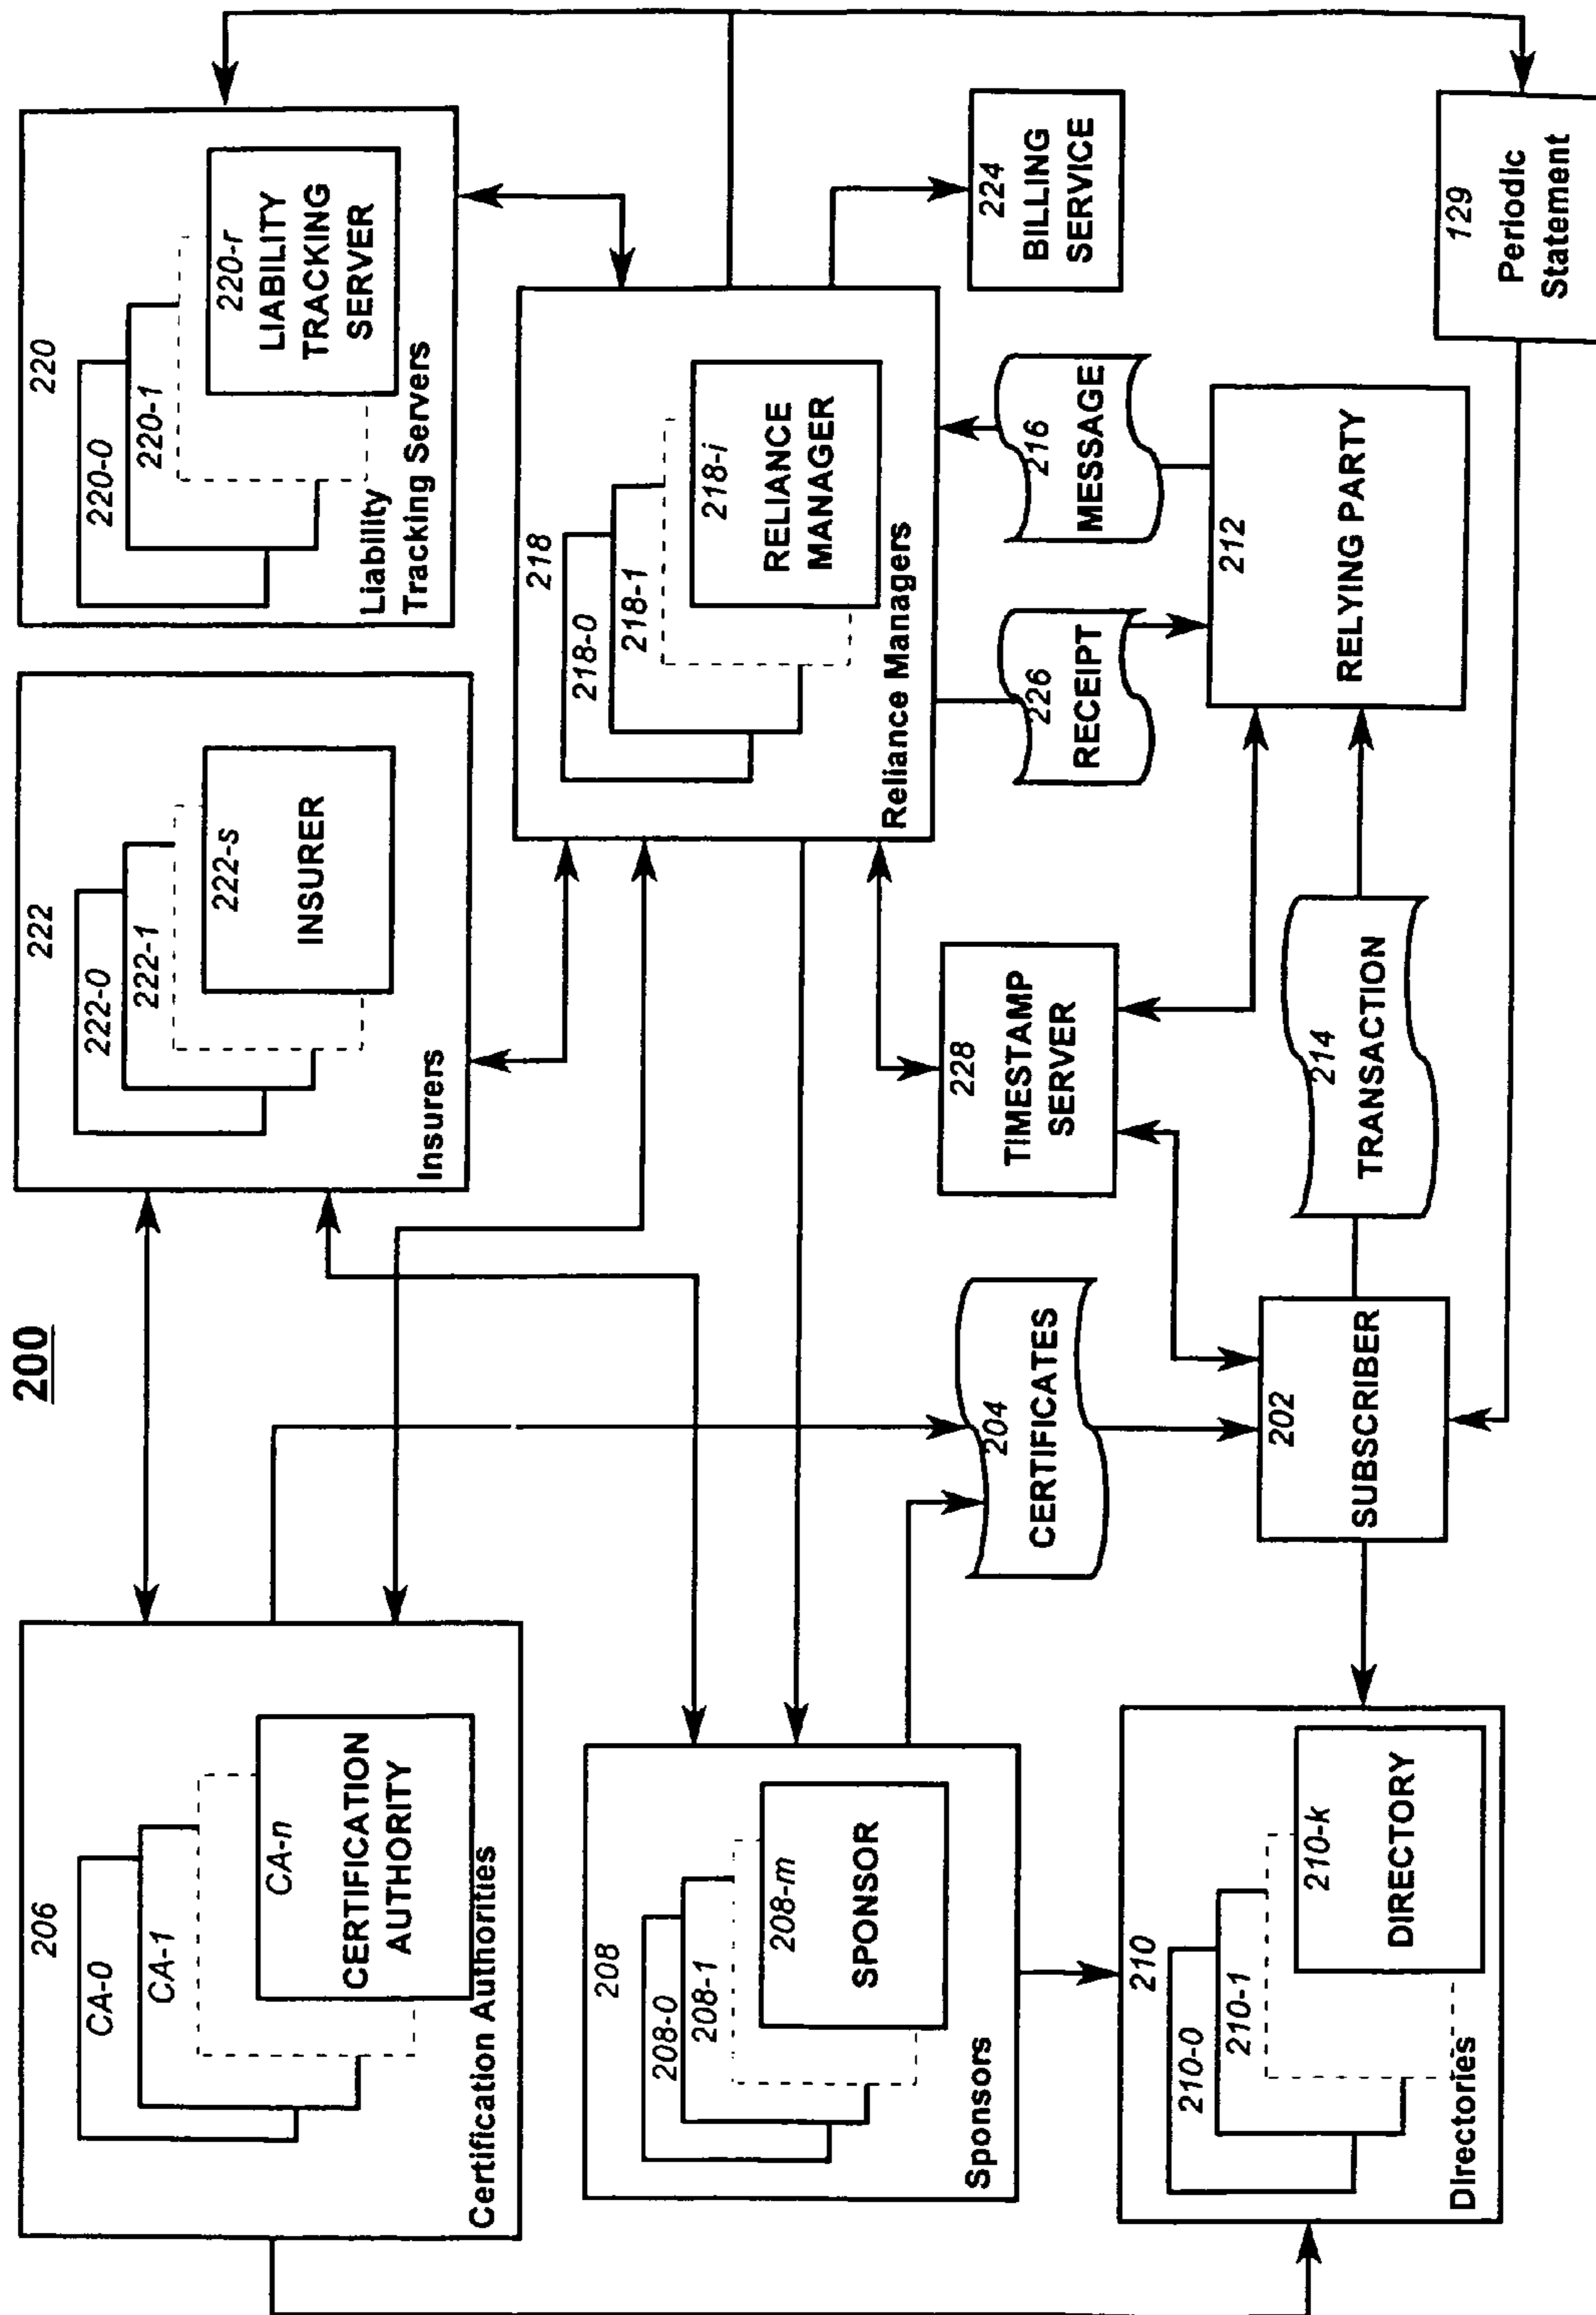 200
206
CA-0
CA-1
CA-n
CERTIFICATION
AUTHORITY
Certification Authorities
222
222-0
222-1
222-s
INSURER
Insurers
220
220-0
220-1
220-r
LIABILITY
TRACKING
SERVER
Liability
Tracking Servers
208
208-0
208-1
208-m
SPONSOR
Sponsors
218
218-0
218-1
218-i
RELIANCE
MANAGER
Reliance Managers
204
CERTIFICATES
228
TIMESTAMP
SERVER
226
RECEIPT
216
MESSAGE
224
BILLING
SERVICE
210
210-0
210-1
210-k
DIRECTORY
Directories
202
SUBSCRIBER
214
TRANSACTION
212
RELYING PARTY
129
Periodic
Statement